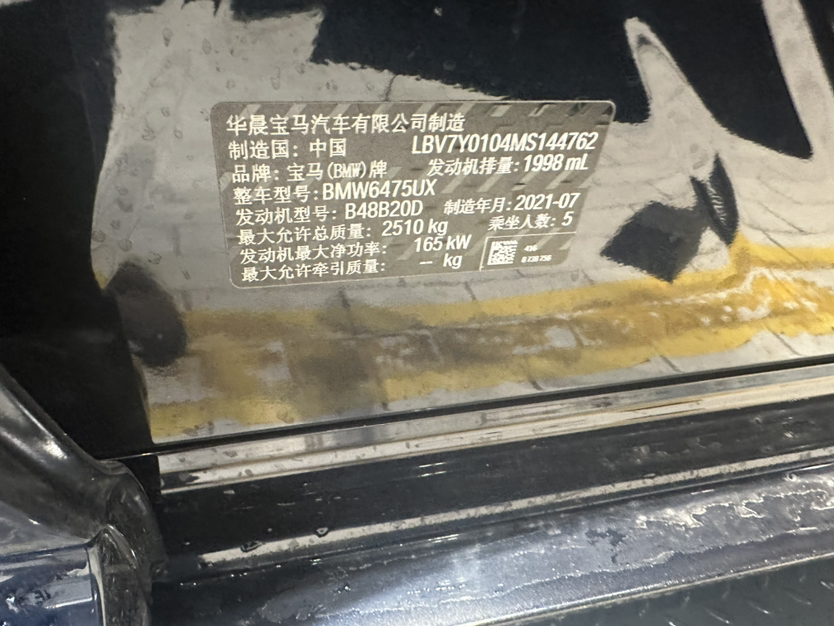 华晨宝马汽车有限公司制造
制造国：中国 LBV7Y0104MS144762
品牌：宝马(BMW)牌 发动机排量：1998 mL
整车型号：BMW6475UX
发动机型号：B48B20D 制造年月：2021-07
最大允许总质量：2510 kg 乘坐人数：5
发动机最大净功率：165 kW
最大允许牵引质量：-- kg